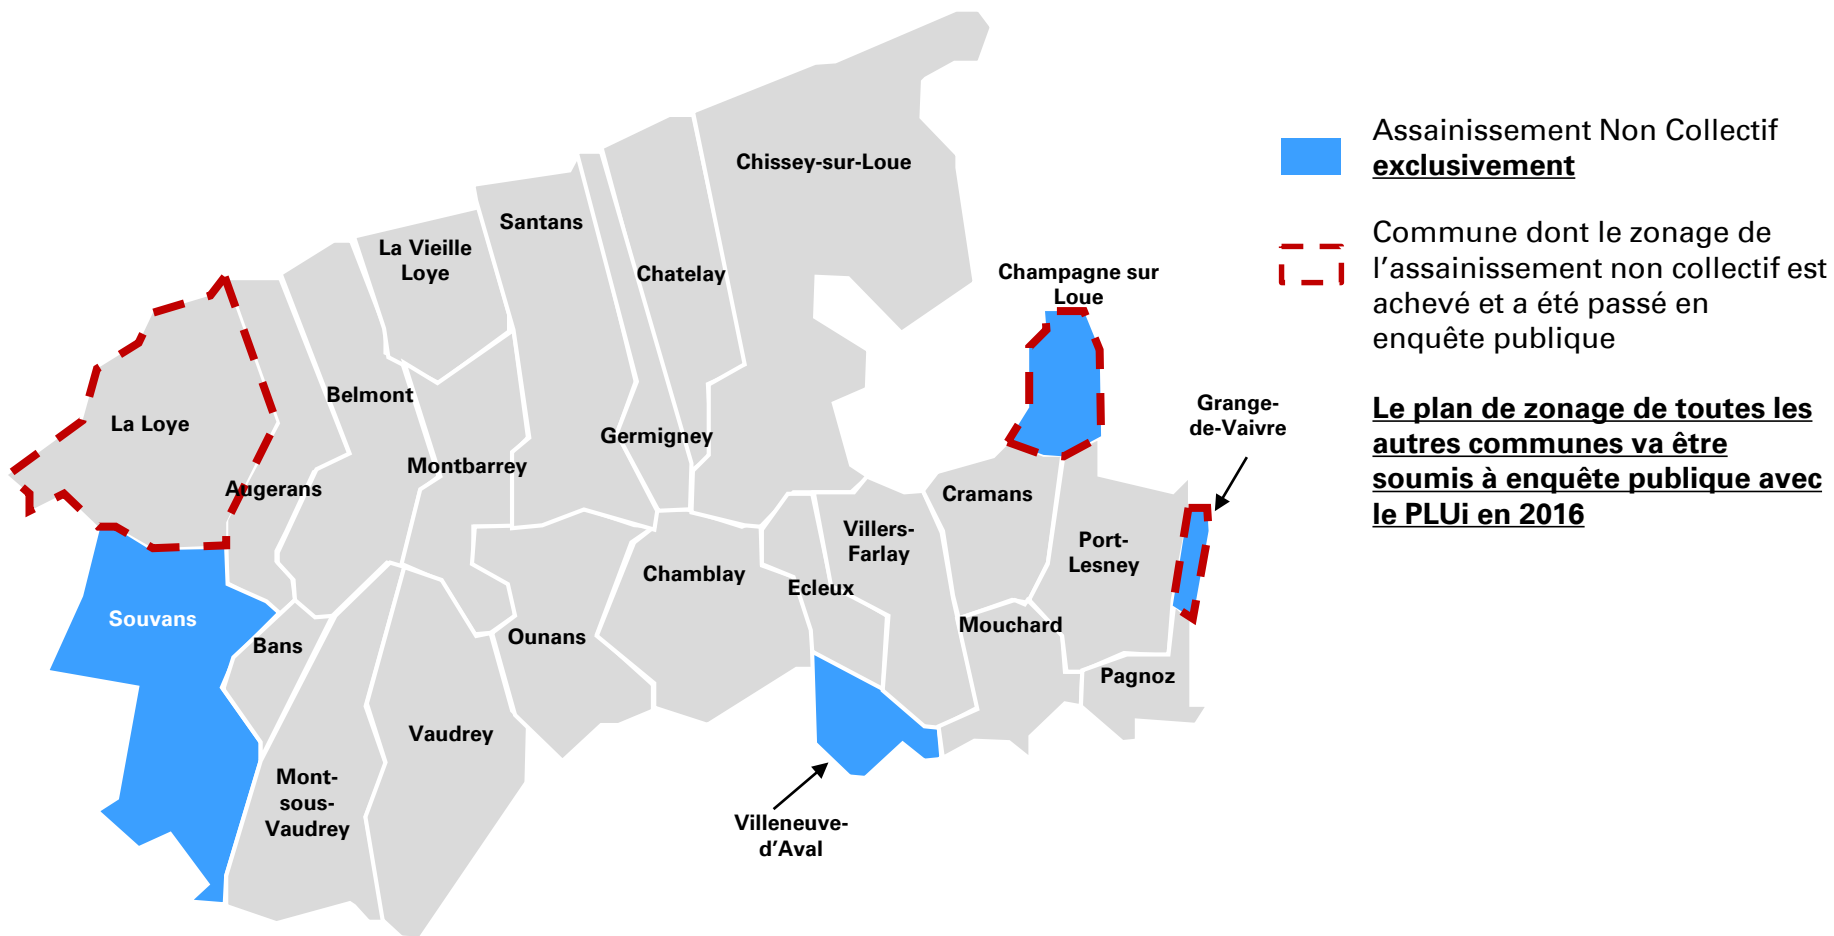 Chissey-sur-Loue
Santans
La Vieille
Loye
Chatelay
Champagne sur
Loue
Belmont
La Loye
Germigney
Montbarrey
Augerans
Grange-
de-Vaivre
Cramans
Villers-
Farlay
Port-
Lesney
Chamblay
Ecleux
Souvans
Bans
Ounans
Mouchard
Pagnoz
Vaudrey
Mont-
sous-
Vaudrey
Villeneuve-
d'Aval
Assainissement Non Collectif
exclusivement
Commune dont le zonage de
l'assainissement non collectif est
achevé et a été passé en
enquête publique
Le plan de zonage de toutes les
autres communes va être
soumis à enquête publique avec
le PLUi en 2016